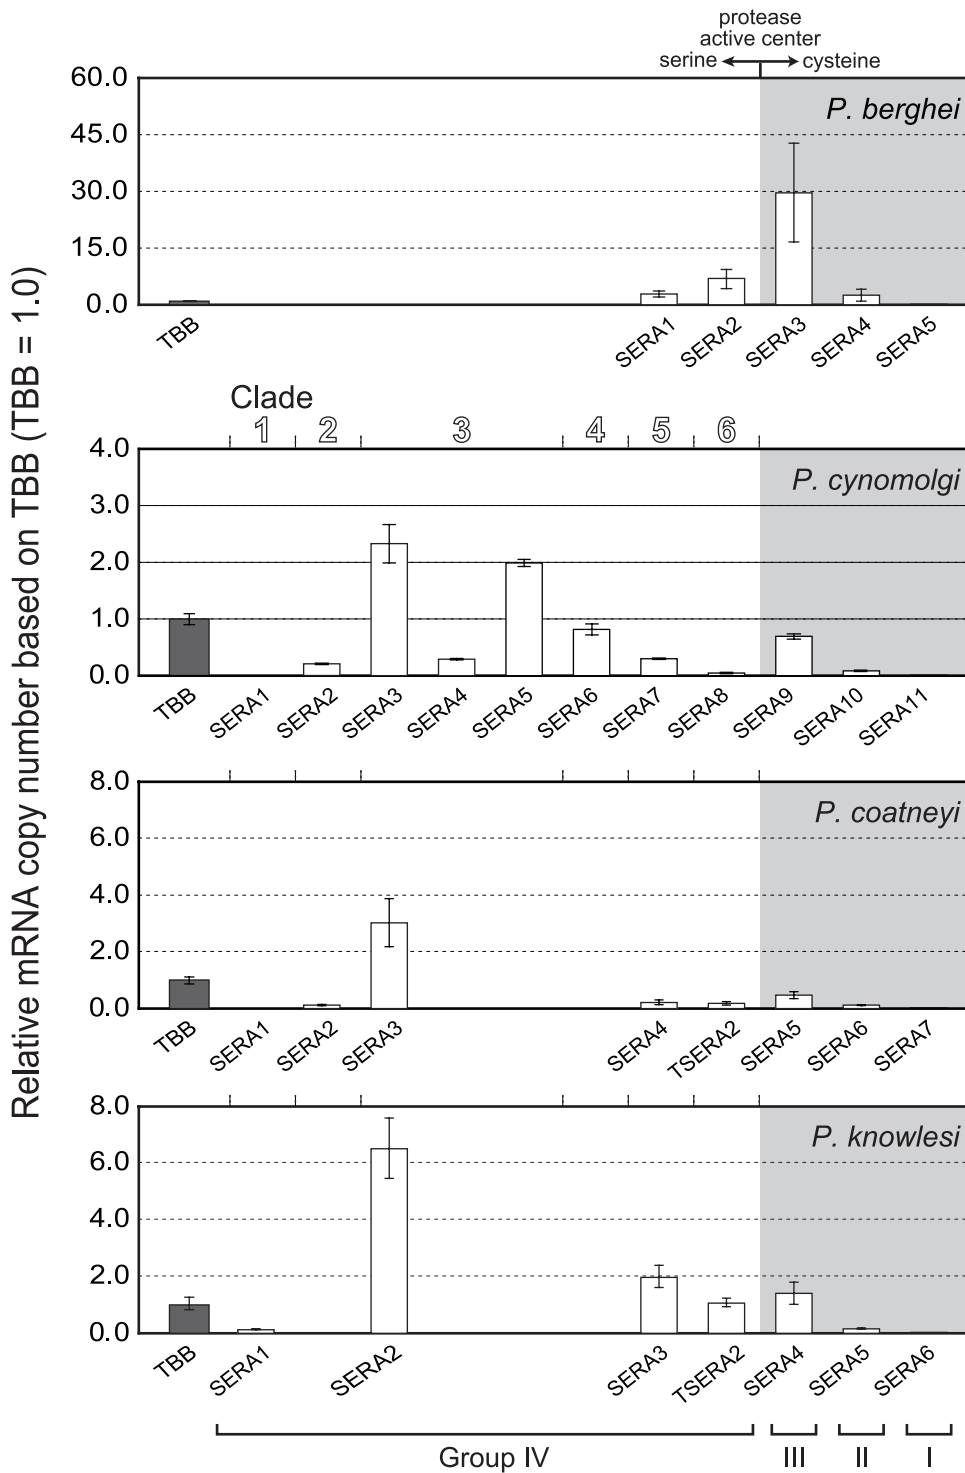 protease
active center
serine cysteine
Relative mRNA copy number based on TBB (TBB = 1.0)
60.0
45.0
30.0
15.0
0.0
P. berghei
TBB SERA1 SERA2 SERA3 SERA4 SERA5
Clade
1 2 3 4 5 6
4.0
3.0
2.0
1.0
0.0
P. cynomolgi
TBB SERA1 SERA2 SERA3 SERA4 SERA5 SERA6 SERA7 SERA8 SERA9 SERA10 SERA11
8.0
6.0
4.0
2.0
0.0
P. coatneyi
TBB SERA1 SERA2 SERA3 SERA4 TSERA2 SERA5 SERA6 SERA7
8.0
6.0
4.0
2.0
0.0
P. knowlesi
TBB SERA1 SERA2 SERA3 TSERA2 SERA4 SERA5 SERA6
Group IV III II I